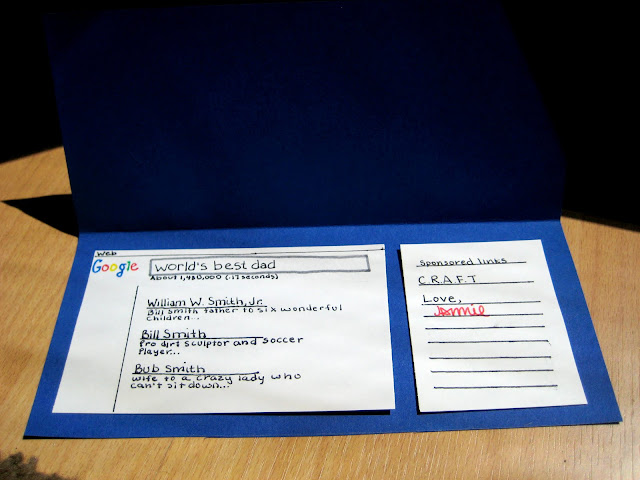 Web
Google
world's best dad
About 1,480,000 (.17 seconds)
William W. Smith, Jr.
Bill Smith father to six wonderful
children...
Bill Smith
Pro dirt sculptor and soccer
Player...
Bub Smith
wife to a crazy lady who
can't sit down...
Sponsored links
C.R.A.F.T
Love,
Jamie